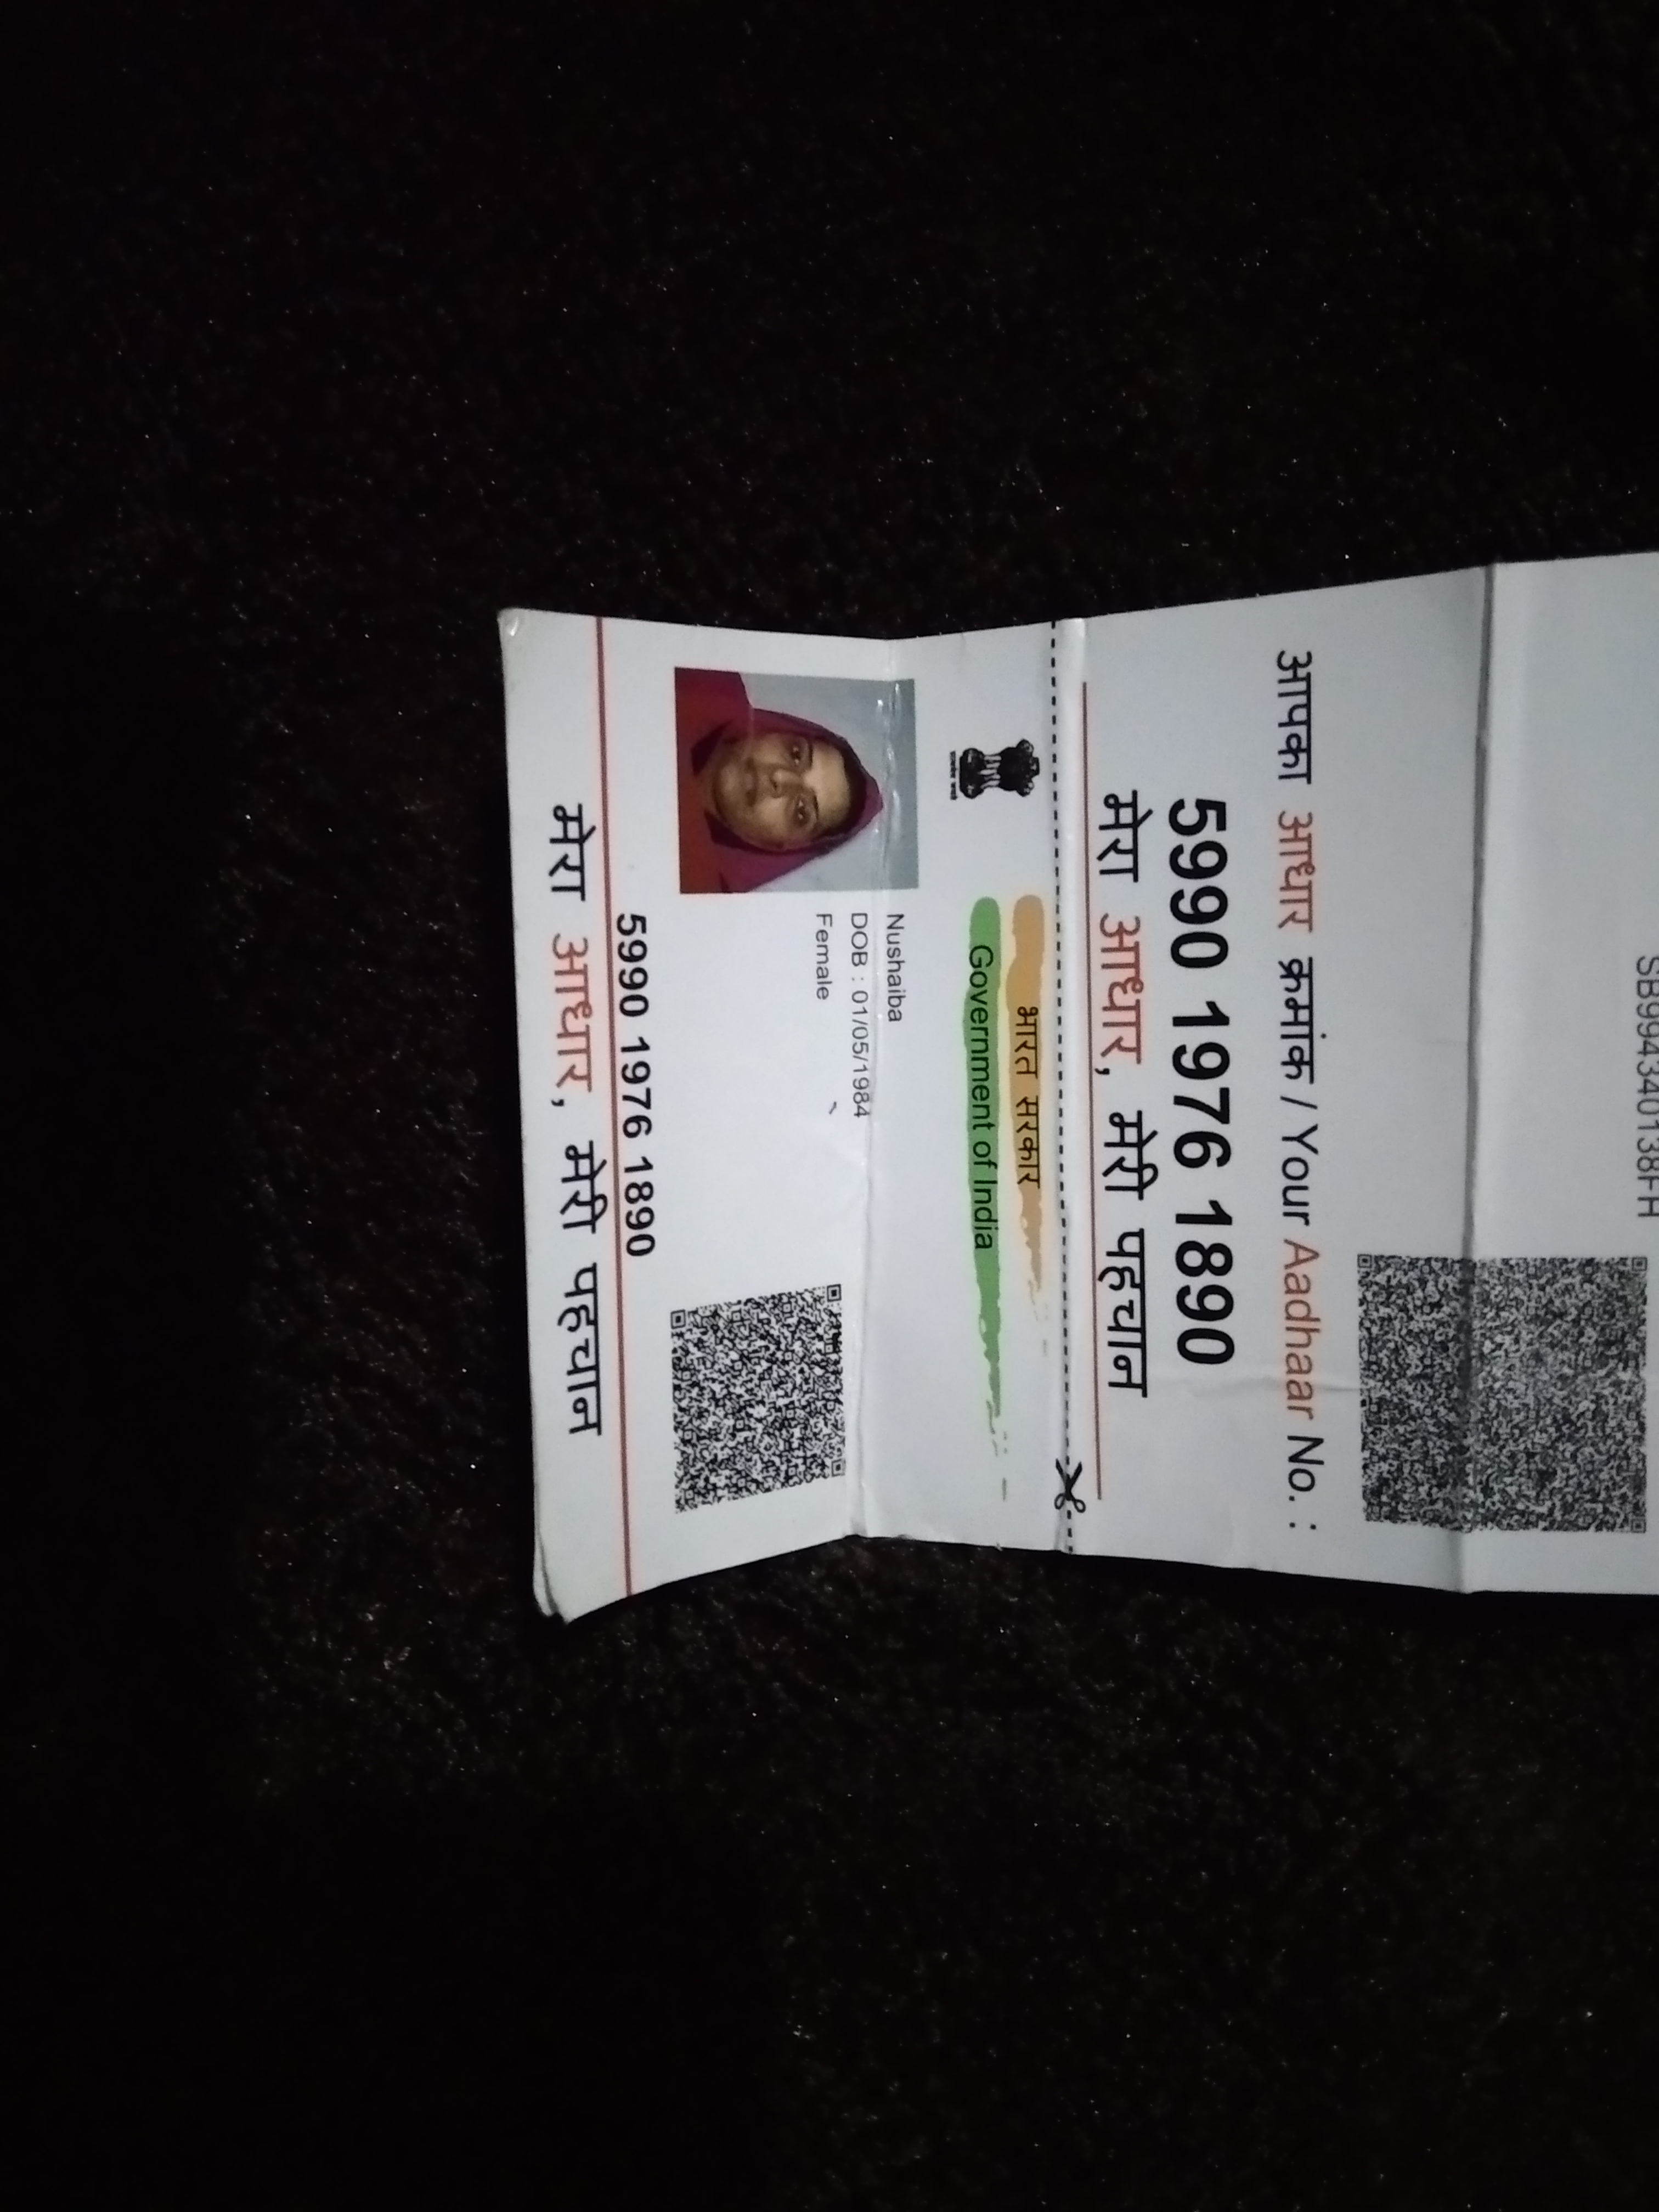 SB994340138FH
आपका आधार क्रमांक / Your Aadhaar No. :
5990 1976 1890
मेरा आधार, मेरी पहचान
भारत सरकार
Government of India
Nushaiba
DOB : 01/05/1984
Female
5990 1976 1890
मेरा आधार, मेरी पहचान